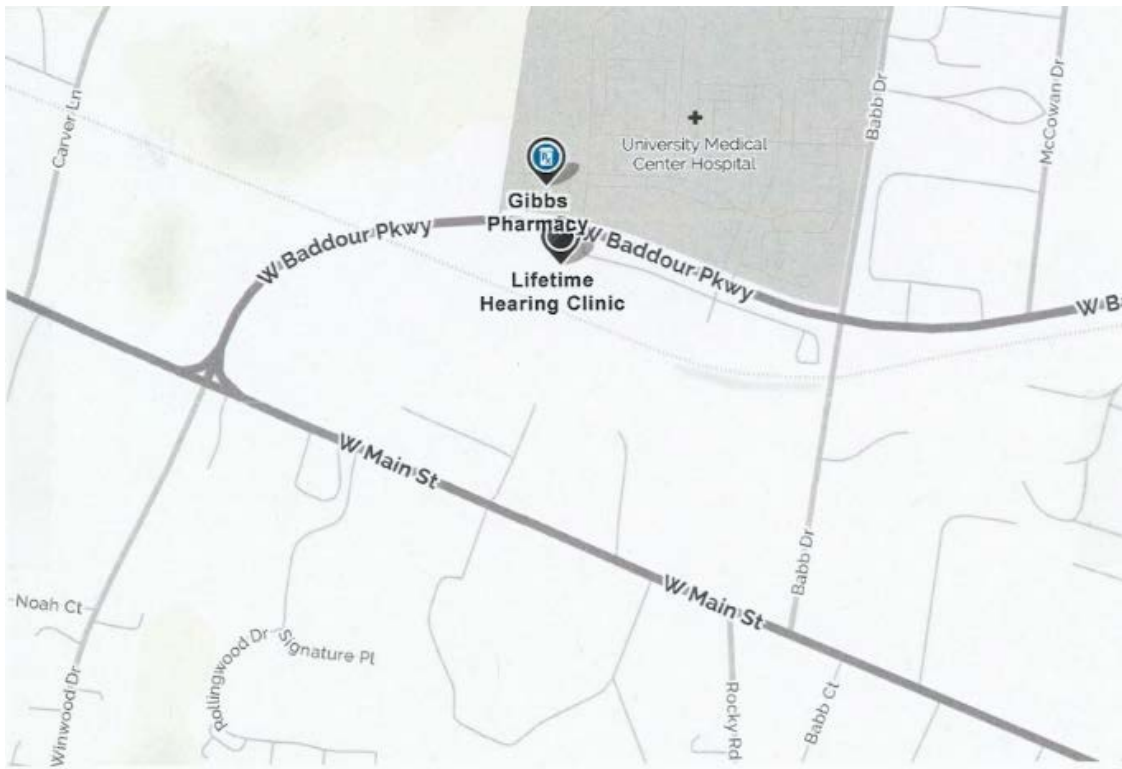 Carver Ln
Babb Dr
McCowan Dr
University Medical
Center Hospital
Gibbs
Pharmacy
W Baddour Pkwy
W Baddour Pkwy
Lifetime
Hearing Clinic
W Ba
W Main St
W Main St
Babb Dr
Noah Ct
Rollingwood Dr
Signature Pt
Winwood Dr
Rocky Rd
Babb Ct